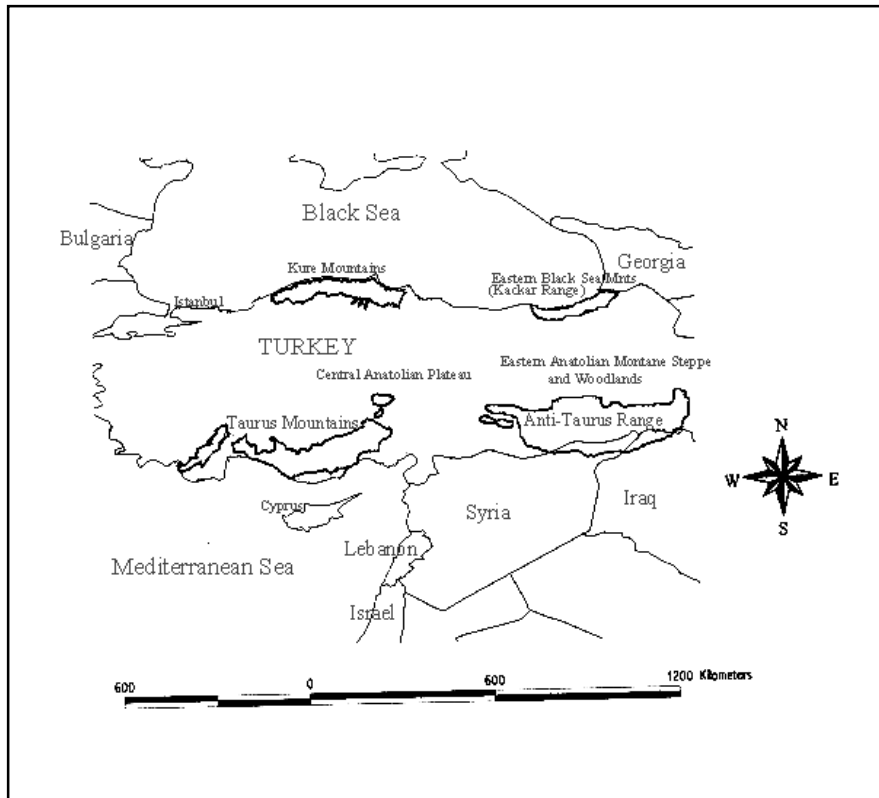 Black Sea
Bulgaria
Georgia
Kure Mountains
Eastern Black Sea Mnts
(Kackar Range)
Istanbul
TURKEY
Eastern Anatolian Montane Steppe
and Woodlands
Central Anatolian Plateau
Taurus Mountains
Anti-Taurus Range
N
W
E
S
Cyprus
Syria
Iraq
Lebanon
Mediterranean Sea
Israel
600
0
600
1200 Kilometers